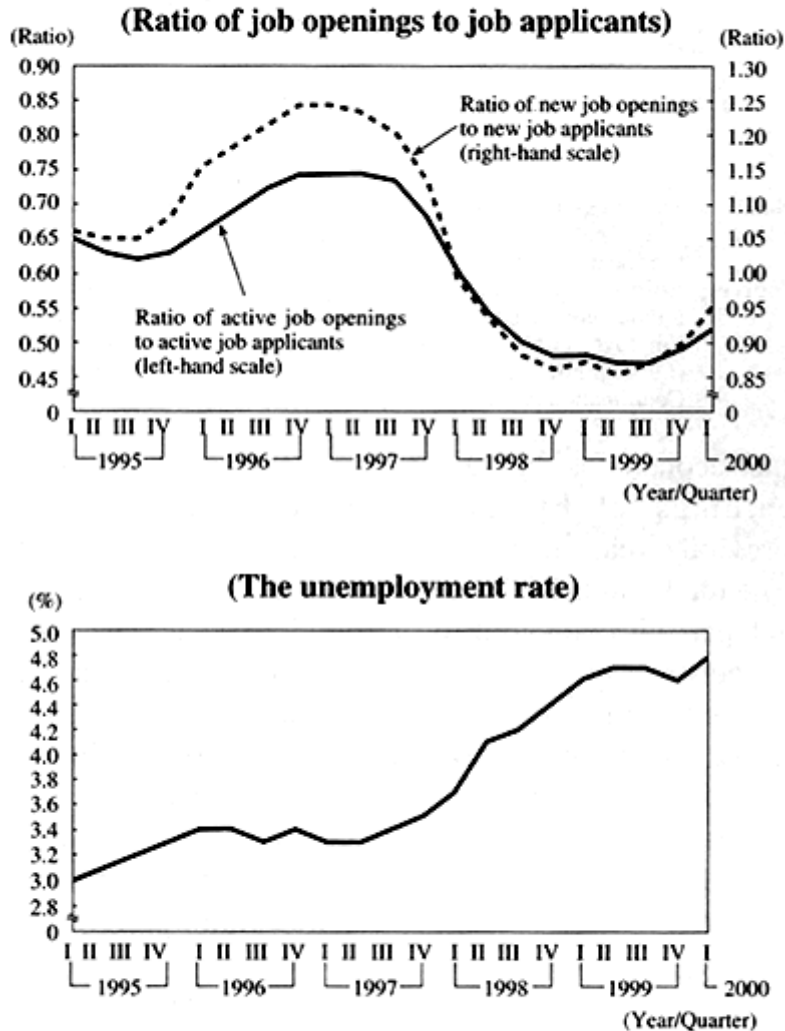 (Ratio of job openings to job applicants)
(Ratio) (Ratio)
0.90 1.30
0.85 1.25
0.80 1.20
0.75 1.15
0.70 1.10
0.65 1.05
0.60 1.00
0.55 0.95
0.50 0.90
0.45 0.85
0 0
Ratio of new job openings
to new job applicants
(right-hand scale)
Ratio of active job openings
to active job applicants
(left-hand scale)
I II III IV I II III IV I II III IV I II III IV I II III IV I
1995 1996 1997 1998 1999 2000
(Year/Quarter)
(The unemployment rate)
(%)
5.0
4.8
4.6
4.2
4.0
3.8
3.6
3.4
3.2
3.0
2.8
0
I II III IV I II III IV I II III IV I II III IV I II III IV I
1995 1996 1997 1998 1999 2000
(Year/Quarter)